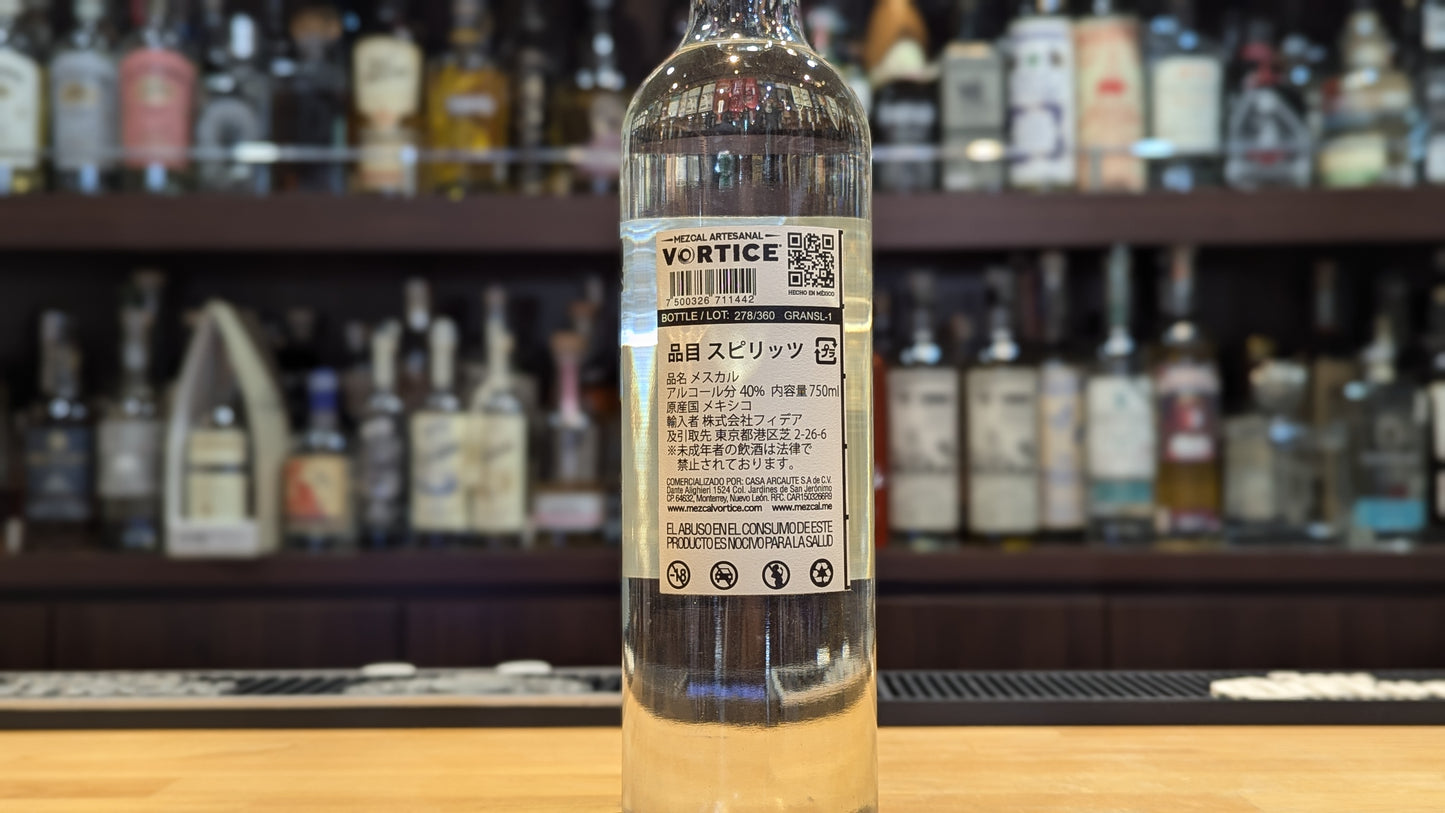 MEZCAL ARTESANAL
VORTICE
HECHO EN MÉXICO
7 500326 711442
BOTTLE / LOT: 278/360 GRANSL-1
品目 スピリッツ プラ
品名 メスカル
アルコール分 40% 内容量 750ml
原産国 メキシコ
輸入者 株式会社フィデア
及引取先 東京都港区芝 2-26-6
※未成年者の飲酒は法律で
禁止されております。
COMERCIALIZADO POR: CASA ARCAUTE S.A de C.V.
Dante Alighieri 1524 Col. Jardines de San Jerónimo
CP 64632, Monterrey, Nuevo León. RFC. CAR1503266R9
www.mezcalvortice.com www.mezcal.me
EL ABUSO EN EL CONSUMO DE ESTE
PRODUCTO ES NOCIVO PARA LA SALUD
-18